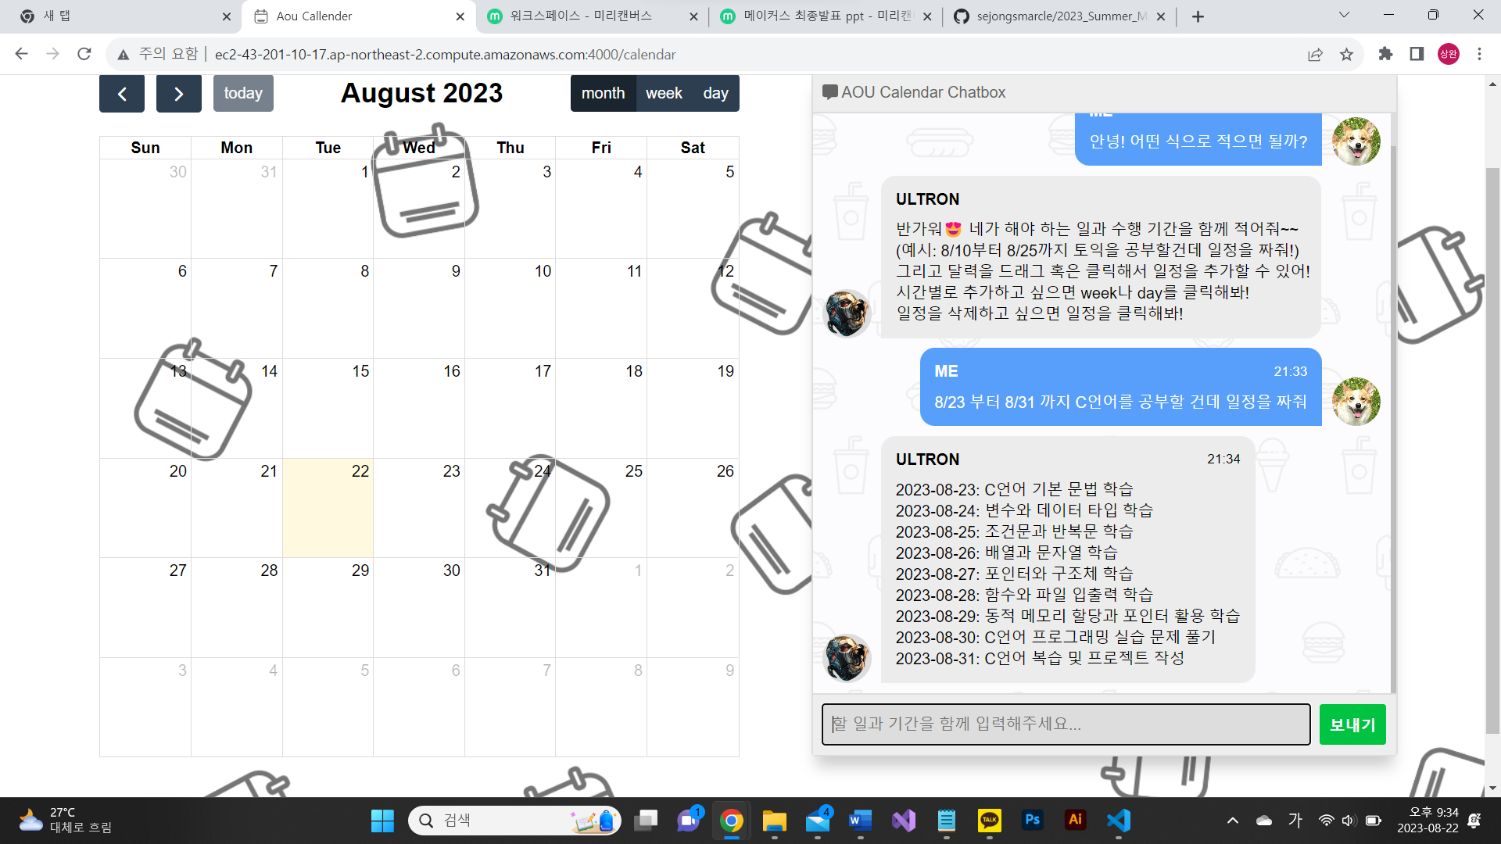 새 탭
Aou Callender
워크스페이스 - 미리캔버스
메이커스 최종발표 ppt - 미리캔
sejongsmarcle/2023_Summer_M
주의 요함
ec2-43-201-10-17.ap-northeast-2.compute.amazonaws.com:4000/calendar
상완
today
August 2023
month week day
Sun Mon Tue Wed Thu Fri Sat
30 31 1 2 3 4 5
6 7 8 9 10 11 12
13 14 15 16 17 18 19
20 21 22 23 24 25 26
27 28 29 30 31 1 2
3 4 5 6 7 8 9
AOU Calendar Chatbox
ME
안녕! 어떤 식으로 적으면 될까?
ULTRON
반가워😍 네가 해야 하는 일과 수행 기간을 함께 적어줘~~
(예시: 8/10부터 8/25까지 토익을 공부할건데 일정을 짜줘!)
그리고 달력을 드래그 혹은 클릭해서 일정을 추가할 수 있어!
시간별로 추가하고 싶으면 week나 day를 클릭해봐!
일정을 삭제하고 싶으면 일정을 클릭해봐!
ME 21:33
8/23 부터 8/31 까지 C언어를 공부할 건데 일정을 짜줘
ULTRON 21:34
2023-08-23: C언어 기본 문법 학습
2023-08-24: 변수와 데이터 타입 학습
2023-08-25: 조건문과 반복문 학습
2023-08-26: 배열과 문자열 학습
2023-08-27: 포인터와 구조체 학습
2023-08-28: 함수와 파일 입출력 학습
2023-08-29: 동적 메모리 할당과 포인터 활용 학습
2023-08-30: C언어 프로그래밍 실습 문제 풀기
2023-08-31: C언어 복습 및 프로젝트 작성
할 일과 기간을 함께 입력해주세요...
보내기
27°C
대체로 흐림
검색
1
4
W
TALK
Ps
Ai
가
오후 9:34
2023-08-22